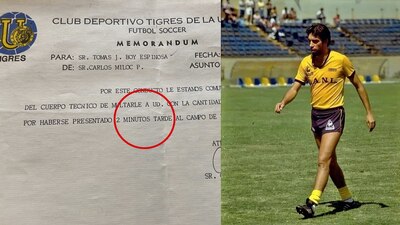 CLUB DEPORTIVO TIGRES DE LA U
FUTBOL SOCCER
MEMORANDUM
TIGRES
PARA: SR. TOMAS J. BOY ESPINOSA
FECHA:
DE: SR.CARLOS MILOC P.
ASUNTO
POR ESTE CONDUCTO LE ESTAMOS COMU
DEL CUERPO TECNICO DE MULTARLE A UD. CON LA CANTIDAD
POR HABERSE PRESENTADO 2 MINUTOS TARDE AL CAMPO DE
AT
SR.
U.A.N.L.